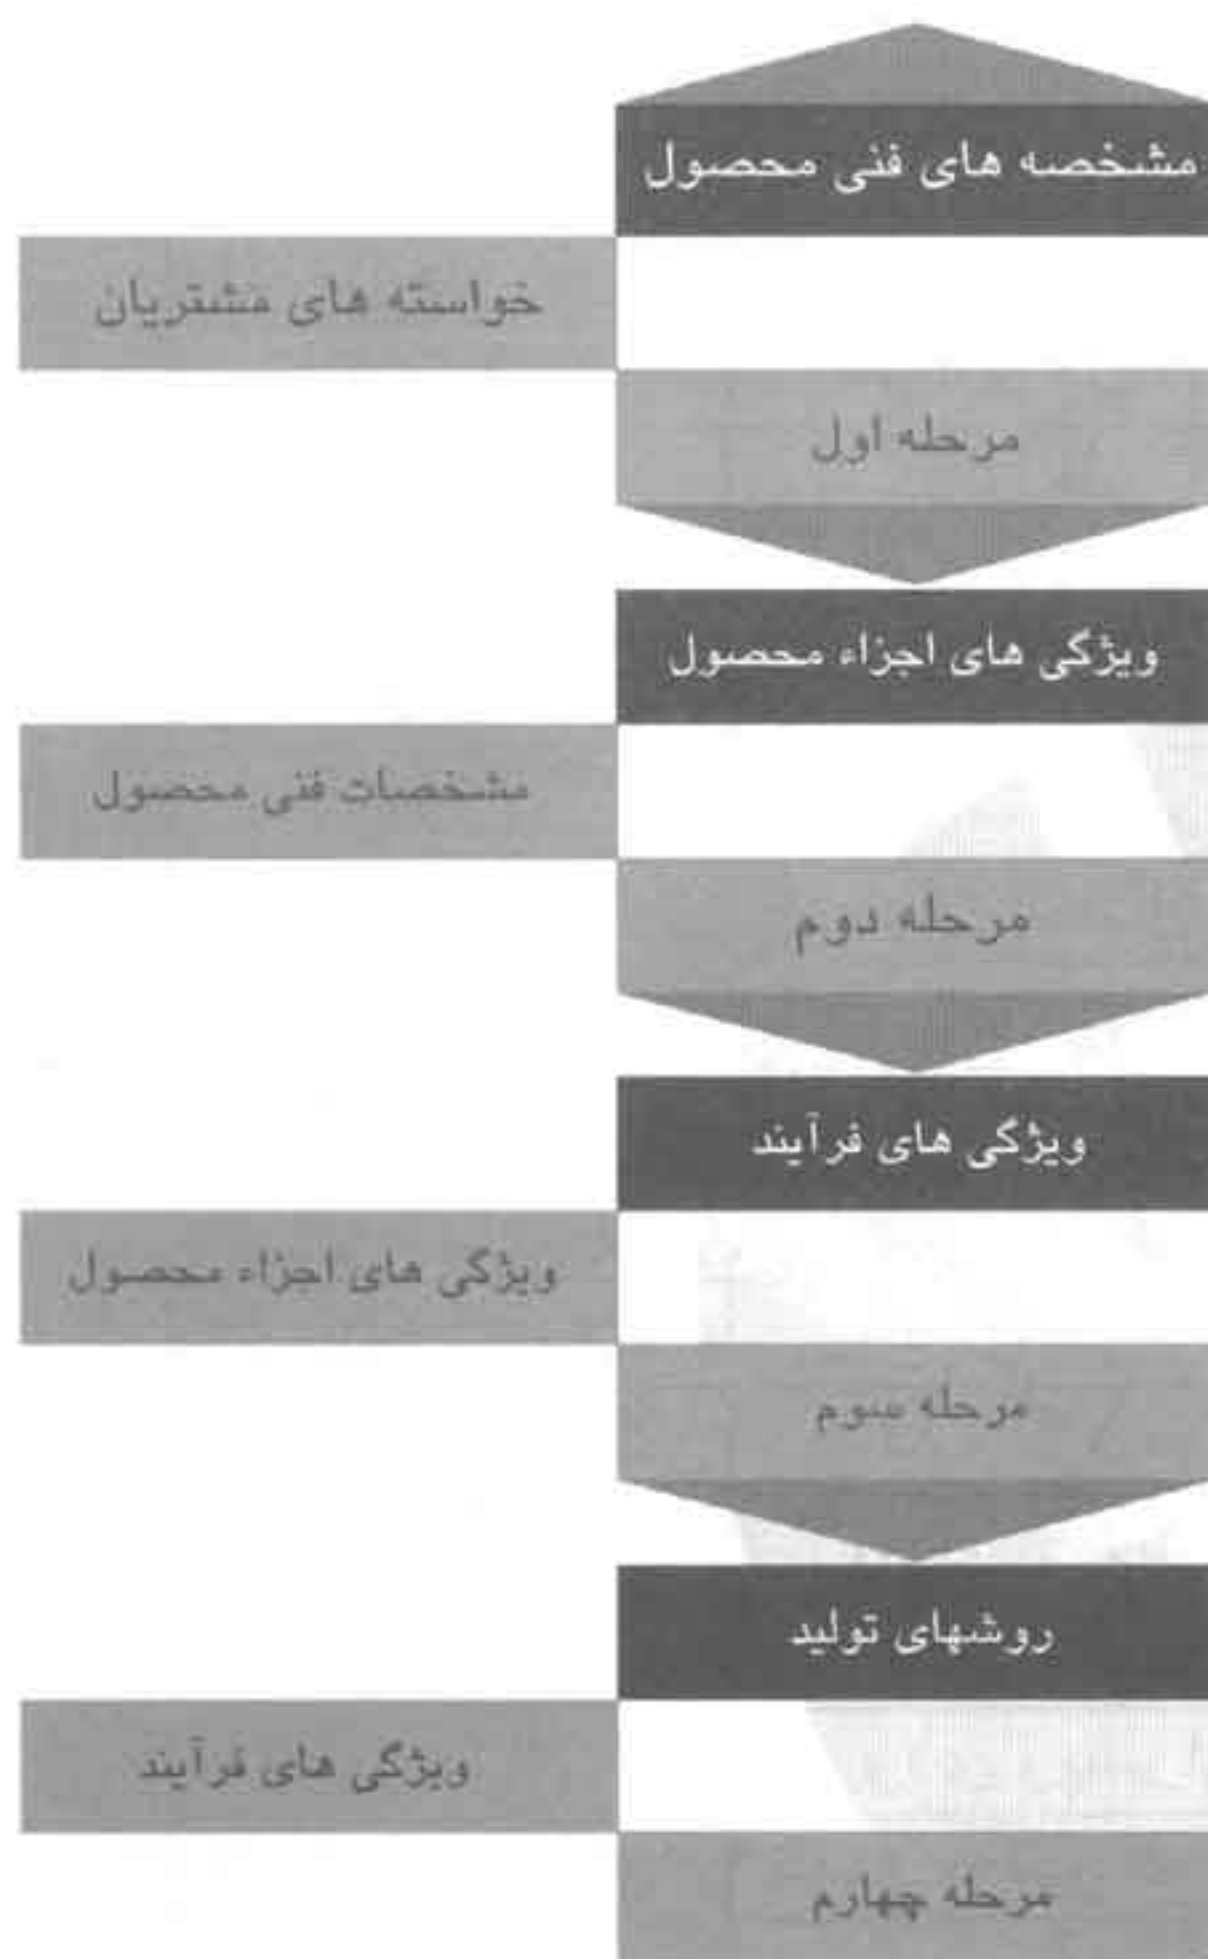 مشخصه های فنی محصول
خواسته های مشتریان
مرحله اول
ویژگی های اجزاء محصول
مشخصات فنی محصول
مرحله دوم
ویژگی های فرآیند
ویژگی های اجزاء محصول
مرحله سوم
روشهای تولید
ویژگی های فرآیند
مرحله چهارم